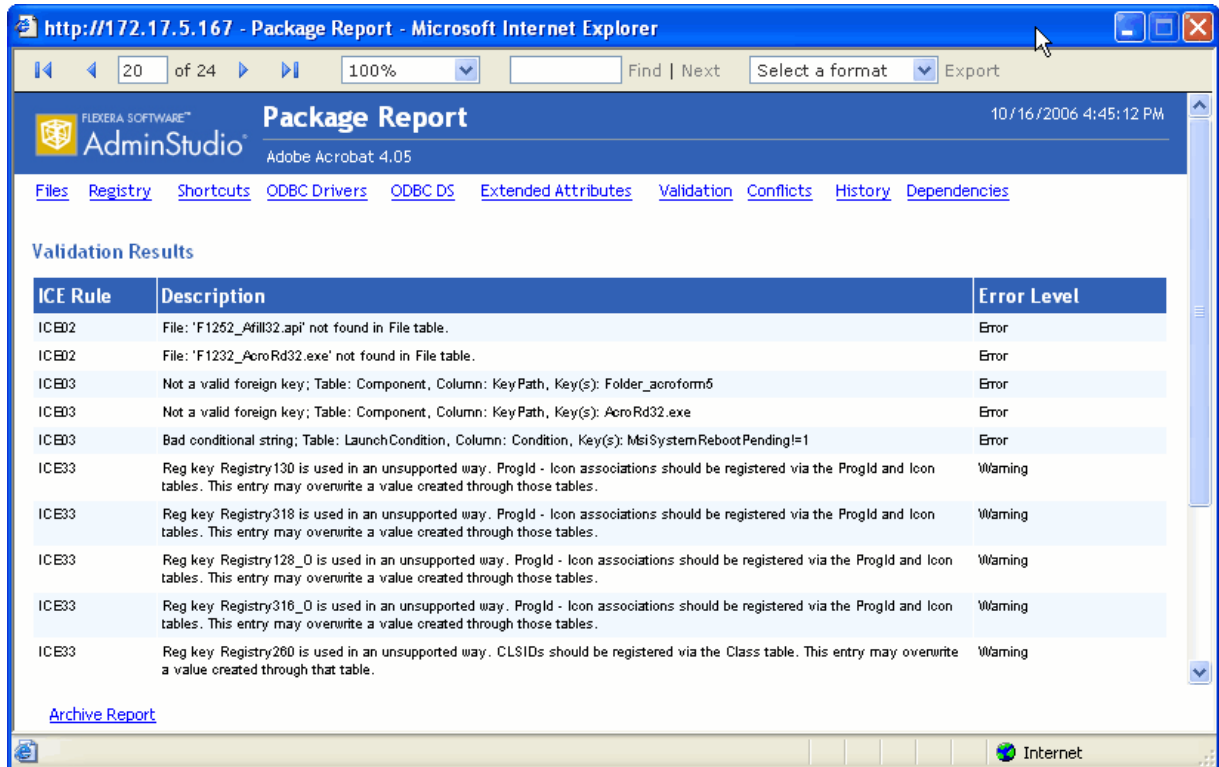 http://172.17.5.167 - Package Report - Microsoft Internet Explorer
20 of 24 100% Find | Next Select a format Export
FLEXERA SOFTWARE™
AdminStudio®
Package Report
10/16/2006 4:45:12 PM
Adobe Acrobat 4.05
Files Registry Shortcuts ODBC Drivers ODBC DS Extended Attributes Validation Conflicts History Dependencies
Validation Results
ICE Rule Description Error Level
ICE02 File: 'F1252_Afill32.api' not found in File table. Error
ICE02 File: 'F1232_AcroRd32.exe' not found in File table. Error
ICE03 Not a valid foreign key; Table: Component, Column: KeyPath, Key(s): Folder_acroform5 Error
ICE03 Not a valid foreign key; Table: Component, Column: KeyPath, Key(s): AcroRd32.exe Error
ICE03 Bad conditional string; Table: LaunchCondition, Column: Condition, Key(s): MsiSystemRebootPending!=1 Error
ICE33 Reg key Registry130 is used in an unsupported way. ProgId - Icon associations should be registered via the ProgId and Icon Warning
tables. This entry may overwrite a value created through those tables.
ICE33 Reg key Registry318 is used in an unsupported way. ProgId - Icon associations should be registered via the ProgId and Icon Warning
tables. This entry may overwrite a value created through those tables.
ICE33 Reg key Registry128_0 is used in an unsupported way. ProgId - Icon associations should be registered via the ProgId and Icon Warning
tables. This entry may overwrite a value created through those tables.
ICE33 Reg key Registry316_0 is used in an unsupported way. ProgId - Icon associations should be registered via the ProgId and Icon Warning
tables. This entry may overwrite a value created through those tables.
ICE33 Reg key Registry260 is used in an unsupported way. CLSIDs should be registered via the Class table. This entry may overwrite Warning
a value created through that table.
Archive Report
Internet